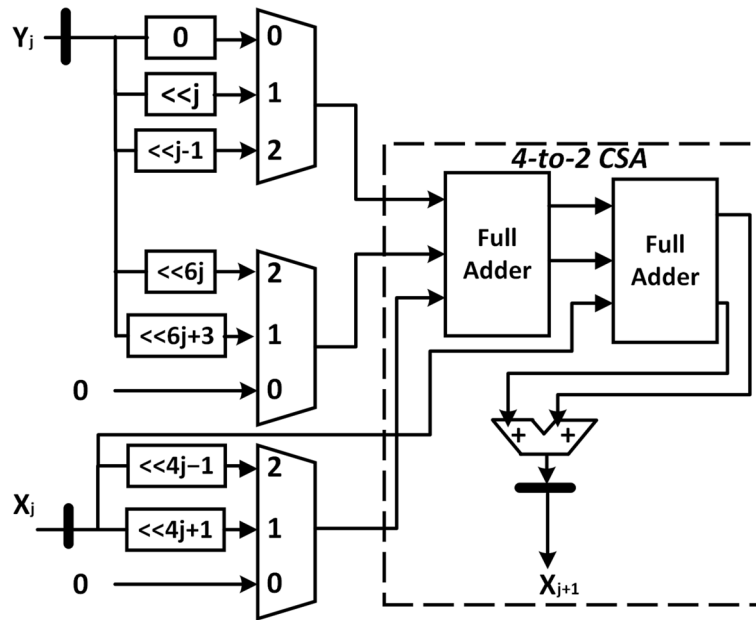 Yj
0
0
<<j
1
<<j-1
2
4-to-2 CSA
Full
Adder
Full
Adder
<<6j
2
<<6j+3
1
0
0
+
+
<<4j−1
2
Xj
<<4j+1
1
0
0
Xj+1